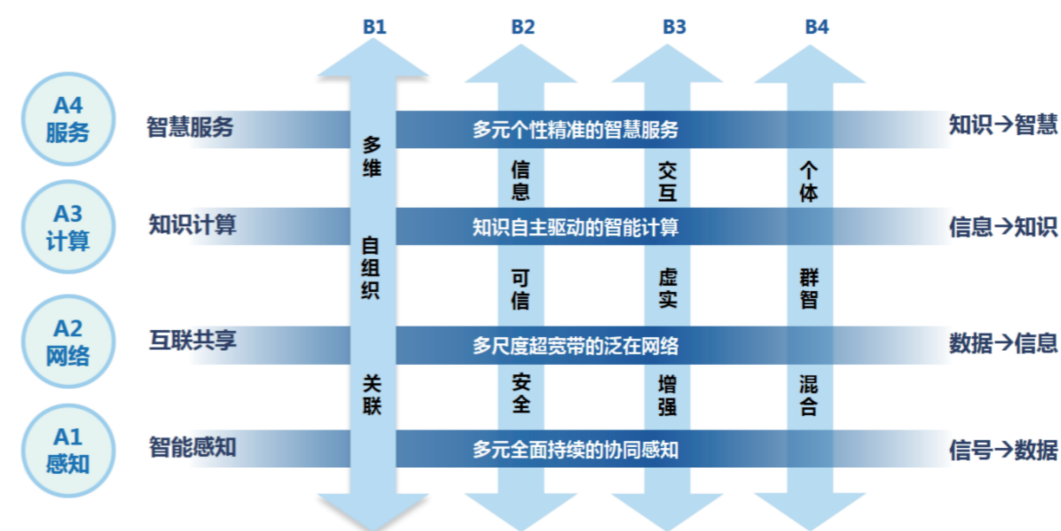 B1 B2 B3 B4
A4
服务
智慧服务
多元个性精准的智慧服务
知识→智慧
A3
计算
知识计算
知识自主驱动的智能计算
信息→知识
A2
网络
互联共享
多尺度超宽带的泛在网络
数据→信息
A1
感知
智能感知
多元全面持续的协同感知
信号→数据
多维
自组织
关联
信息
可信
安全
交互
虚实
增强
个体
群智
混合